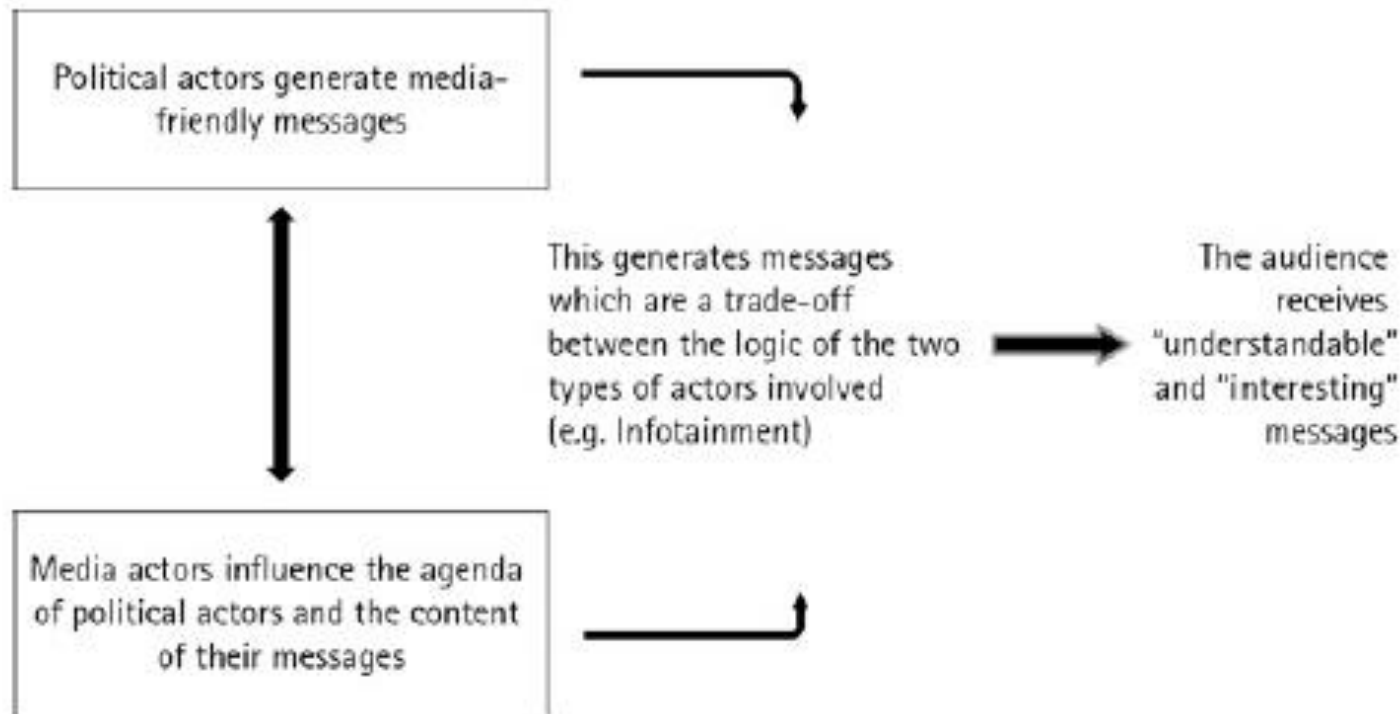 Political actors generate media-
friendly messages
This generates messages
which are a trade-off
between the logic of the two
types of actors involved
(e.g. Infotainment)
The audience
receives
"understandable"
and "interesting"
messages
Media actors influence the agenda
of political actors and the content
of their messages